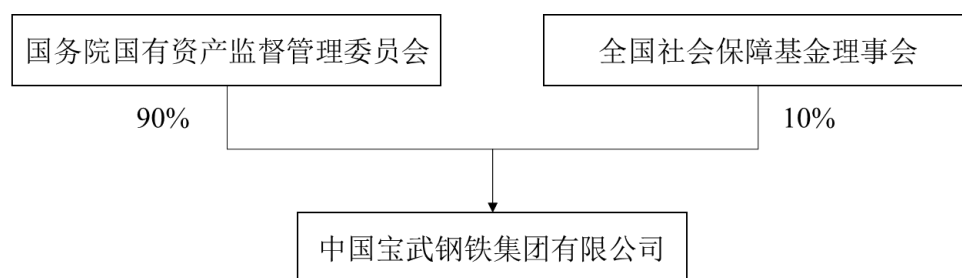 国务院国有资产监督管理委员会
全国社会保障基金理事会
90%
10%
中国宝武钢铁集团有限公司